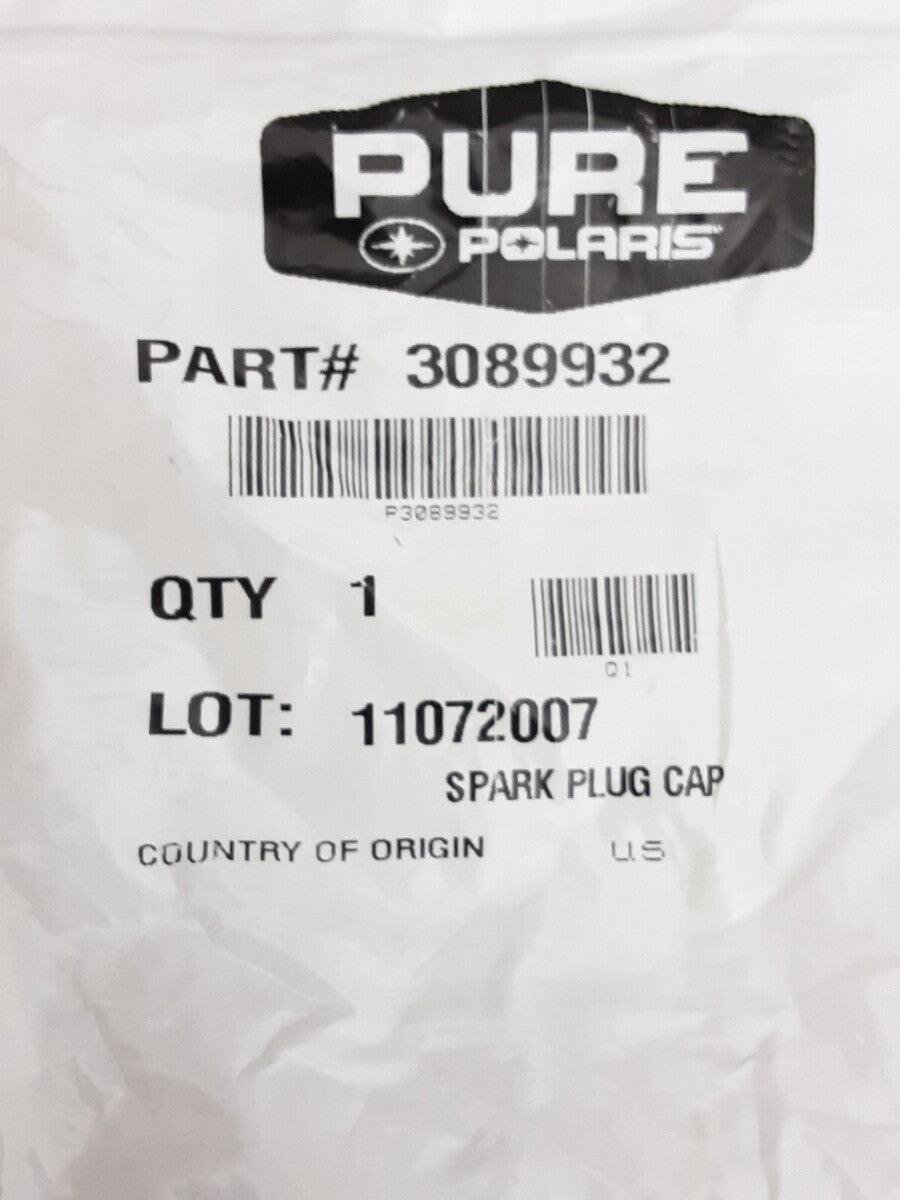 PURE
POLARIS
PART# 3089932
P3089932
QTY 1
Q1
LOT: 11072007
SPARK PLUG CAP
COUNTRY OF ORIGIN US